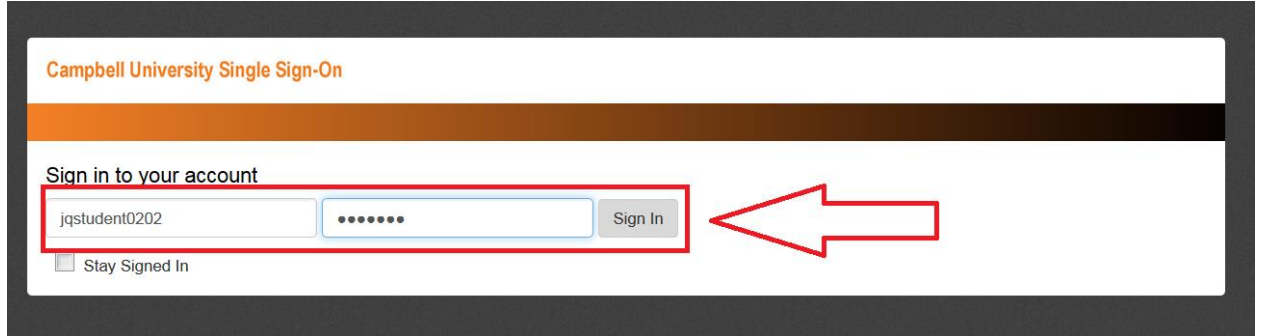 Campbell University Single Sign-On
Sign in to your account
jqstudent0202 ●●●●●●● Sign In
Stay Signed In